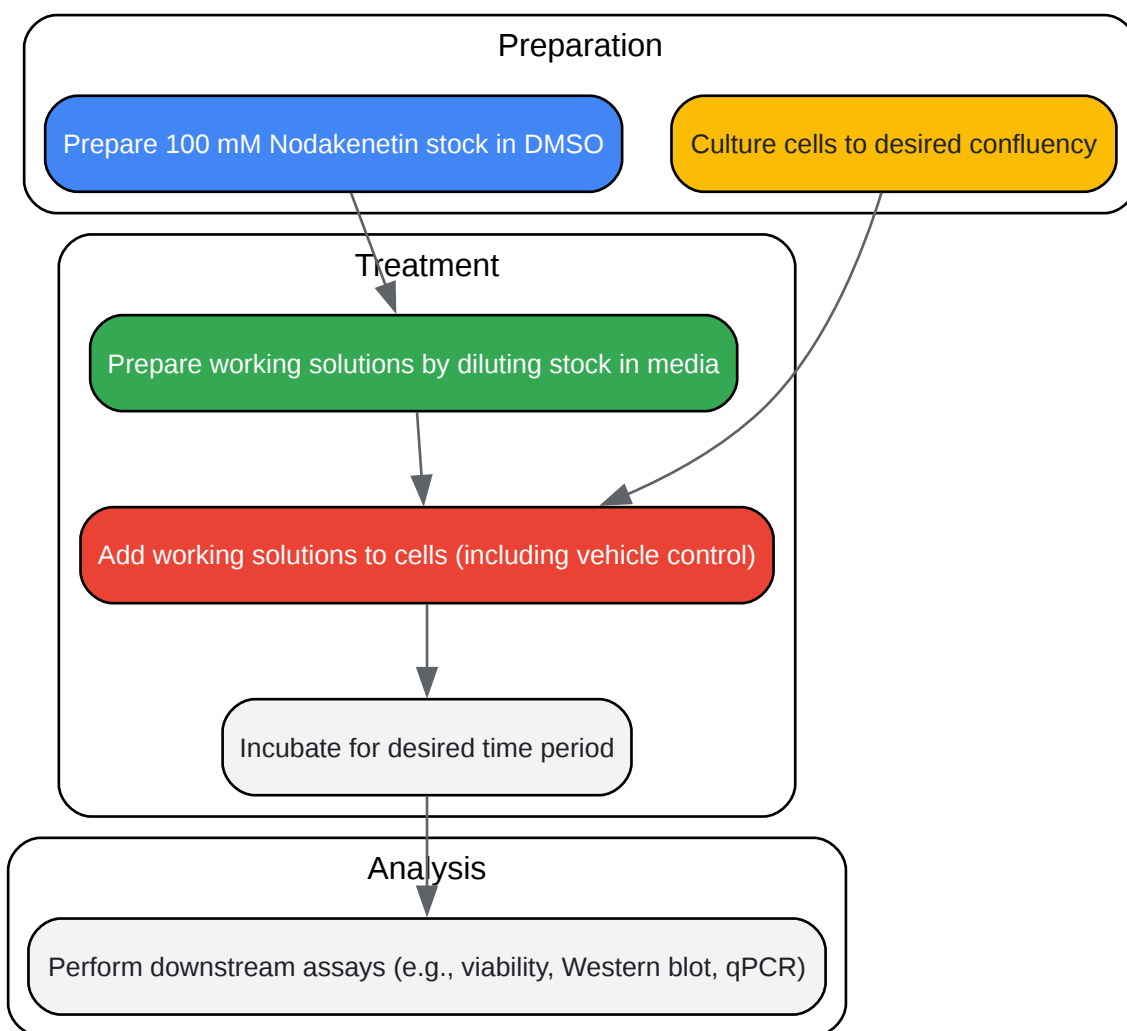 Preparation
Prepare 100 mM Nodakenetin stock in DMSO
Culture cells to desired confluency
Treatment
Prepare working solutions by diluting stock in media
Add working solutions to cells (including vehicle control)
Incubate for desired time period
Analysis
Perform downstream assays (e.g., viability, Western blot, qPCR)